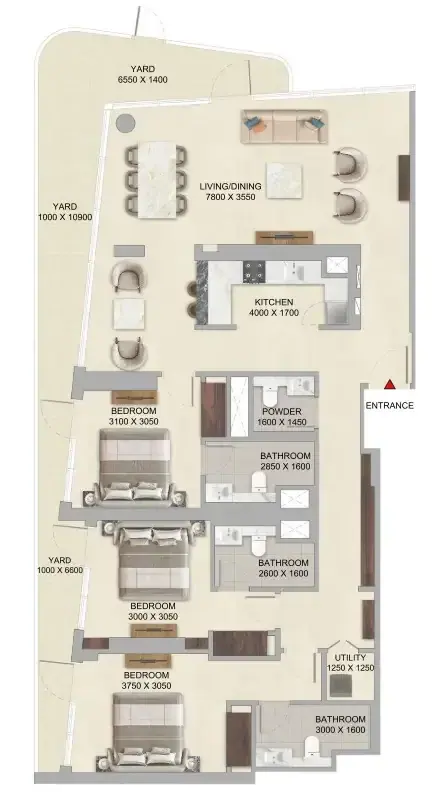 YARD
6550 X 1400
YARD
1000 X 10900
LIVING/DINING
7800 X 3550
KITCHEN
4000 X 1700
ENTRANCE
BEDROOM
3100 X 3050
POWDER
1600 X 1450
BATHROOM
2850 X 1600
YARD
1000 X 6600
BATHROOM
2600 X 1600
BEDROOM
3000 X 3050
UTILITY
1250 X 1250
BEDROOM
3750 X 3050
BATHROOM
3000 X 1600